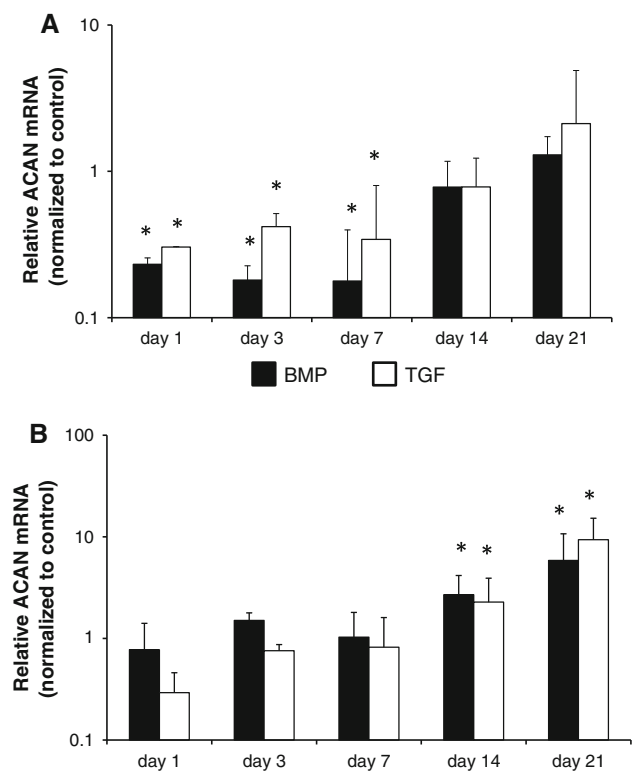 A
Relative ACAN mRNA
(normalized to control)
10
1
0.1
* * * * * *
day 1 day 3 day 7 day 14 day 21
BMP TGF
B
Relative ACAN mRNA
(normalized to control)
100
10
1
0.1
* * * *
day 1 day 3 day 7 day 14 day 21